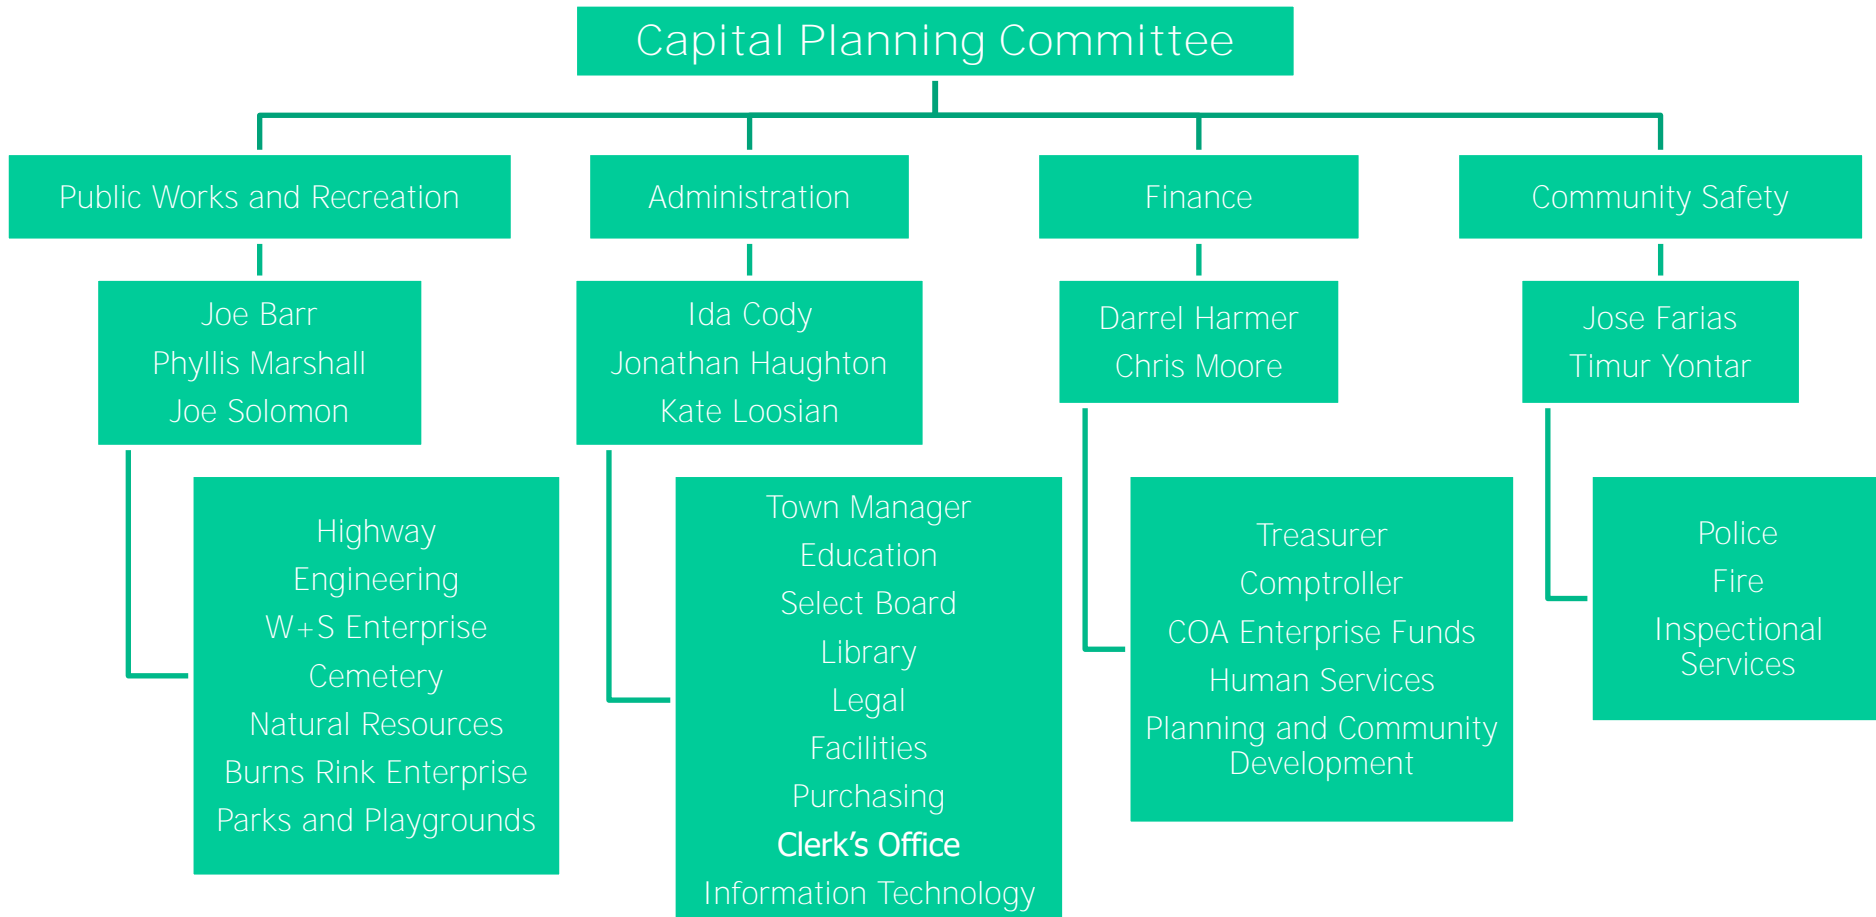 Capital Planning Committee
Public Works and Recreation
Administration
Finance
Community Safety
Joe Barr
Phyllis Marshall
Joe Solomon
Ida Cody
Jonathan Haughton
Kate Loosian
Darrel Harmer
Chris Moore
Jose Farias
Timur Yontar
Highway
Engineering
W+S Enterprise
Cemetery
Natural Resources
Burns Rink Enterprise
Parks and Playgrounds
Town Manager
Education
Select Board
Library
Legal
Facilities
Purchasing
Clerk’s Office
Information Technology
Treasurer
Comptroller
COA Enterprise Funds
Human Services
Planning and Community
Development
Police
Fire
Inspectional
Services